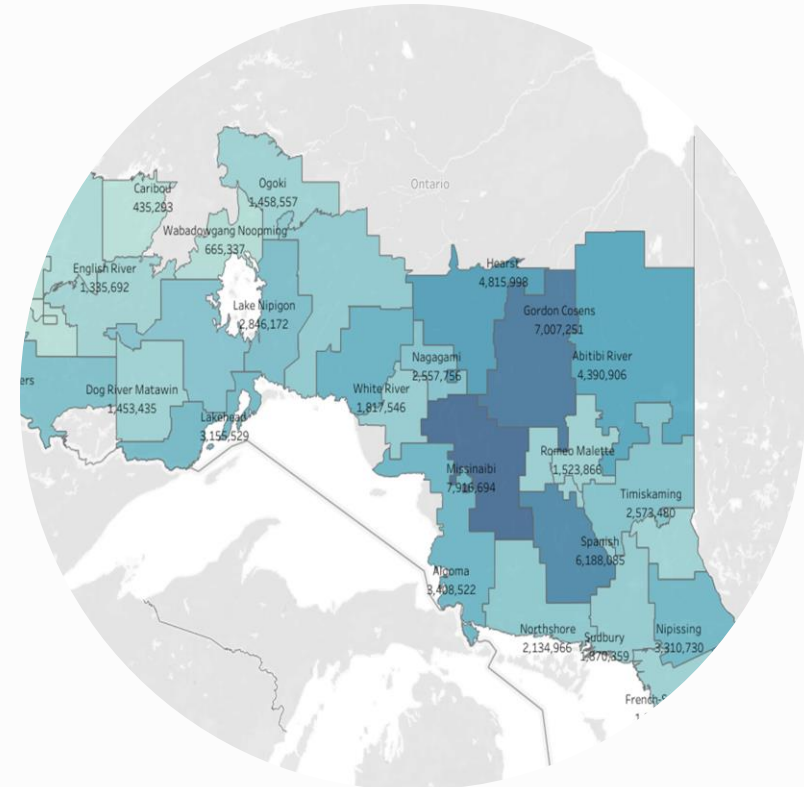 Caribou
435,293
Ogoki
1,458,557
Ontario
Wabadowgang Noopming
665,337
English River
1,335,692
Hearst
4,815,998
Lake Nipigon
2,846,172
Gordon Cosens
7,007,251
Nagagami
2,557,756
Abitibi River
4,390,906
ers
Dog River Matawin
1,453,435
White River
1,817,546
Lakehead
3,155,529
Romeo Malette
1,523,866
Missinaibi
7,916,694
Timiskaming
2,573,480
Spanish
6,188,085
Algoma
3,408,522
Northshore
2,134,966
Sudbury
Nipissing
3,310,730
French-S